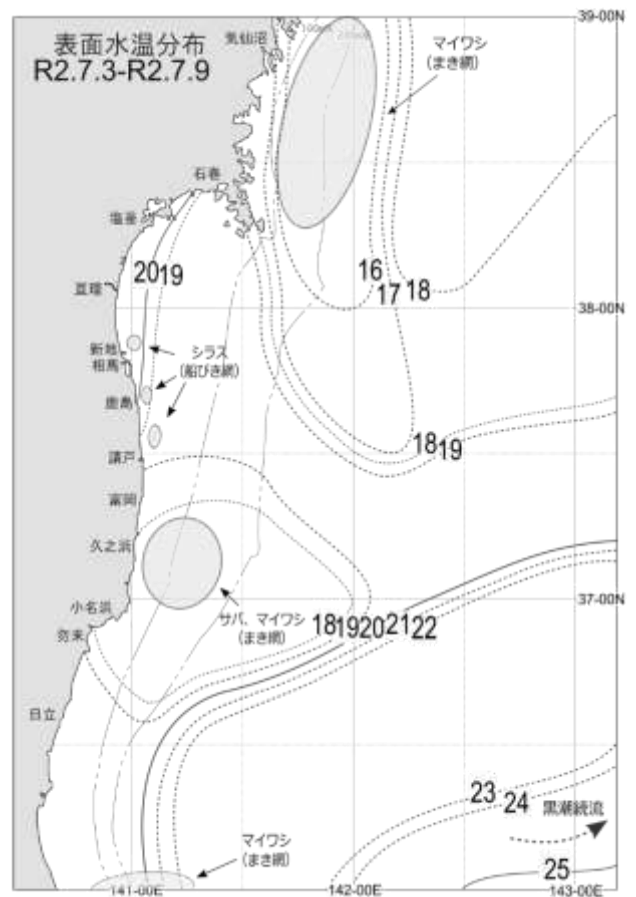 表面水温分布
R2.7.3-R2.7.9
気仙沼
100m
200m
マイワシ
(まき網)
39-00N
石巻
塩釜
亘理
20
19
16
17
18
38-00N
新地
相馬
鹿島
シラス
(船びき網)
請戸
18
19
富岡
久之浜
小名浜
勿来
サバ、マイワシ
(まき網)
18
19
20
21
22
37-00N
日立
23
24
黒潮続流
マイワシ
(まき網)
25
141-00E
142-00E
143-00E